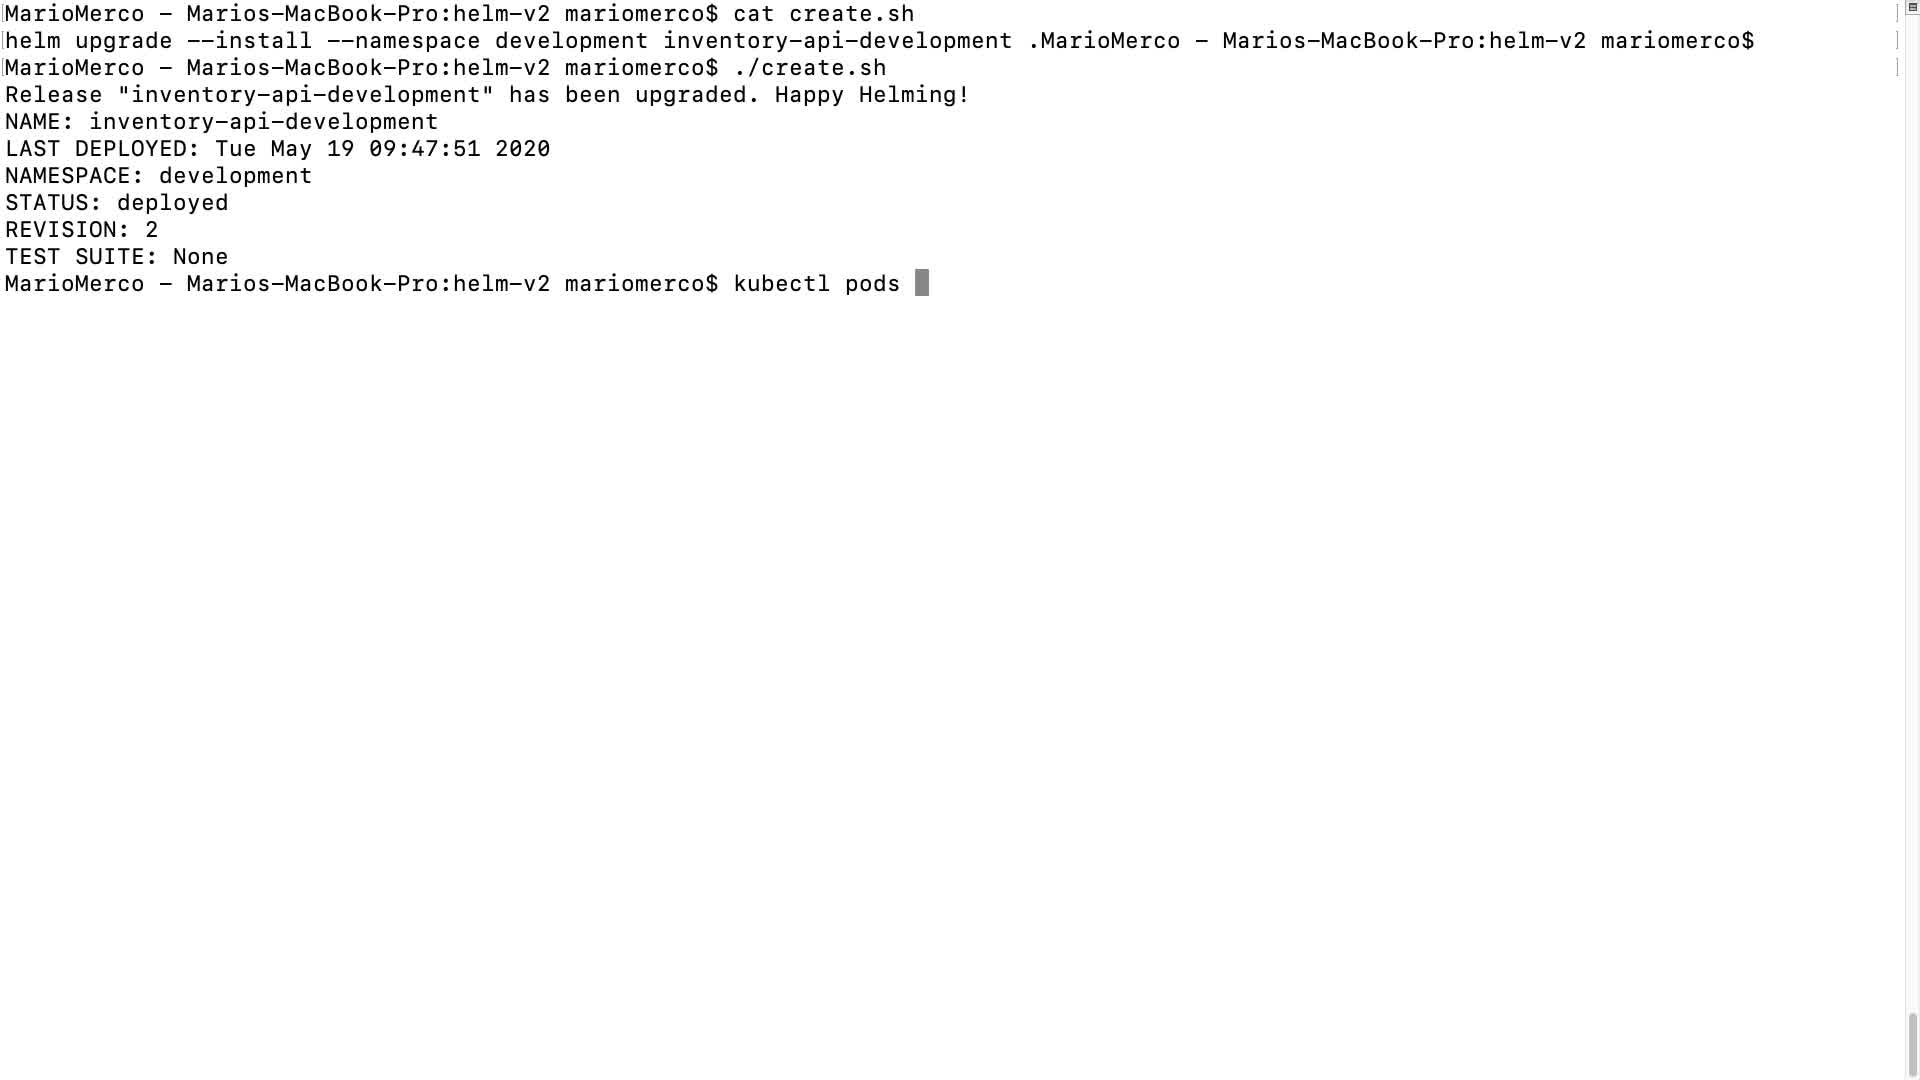 MarioMerco - Marios-MacBook-Pro:helm-v2 mariomerco$ cat create.sh
helm upgrade --install --namespace development inventory-api-development .MarioMerco - Marios-MacBook-Pro:helm-v2 mariomerco$
MarioMerco - Marios-MacBook-Pro:helm-v2 mariomerco$ ./create.sh
Release "inventory-api-development" has been upgraded. Happy Helming!
NAME: inventory-api-development
LAST DEPLOYED: Tue May 19 09:47:51 2020
NAMESPACE: development
STATUS: deployed
REVISION: 2
TEST SUITE: None
MarioMerco - Marios-MacBook-Pro:helm-v2 mariomerco$ kubectl pods